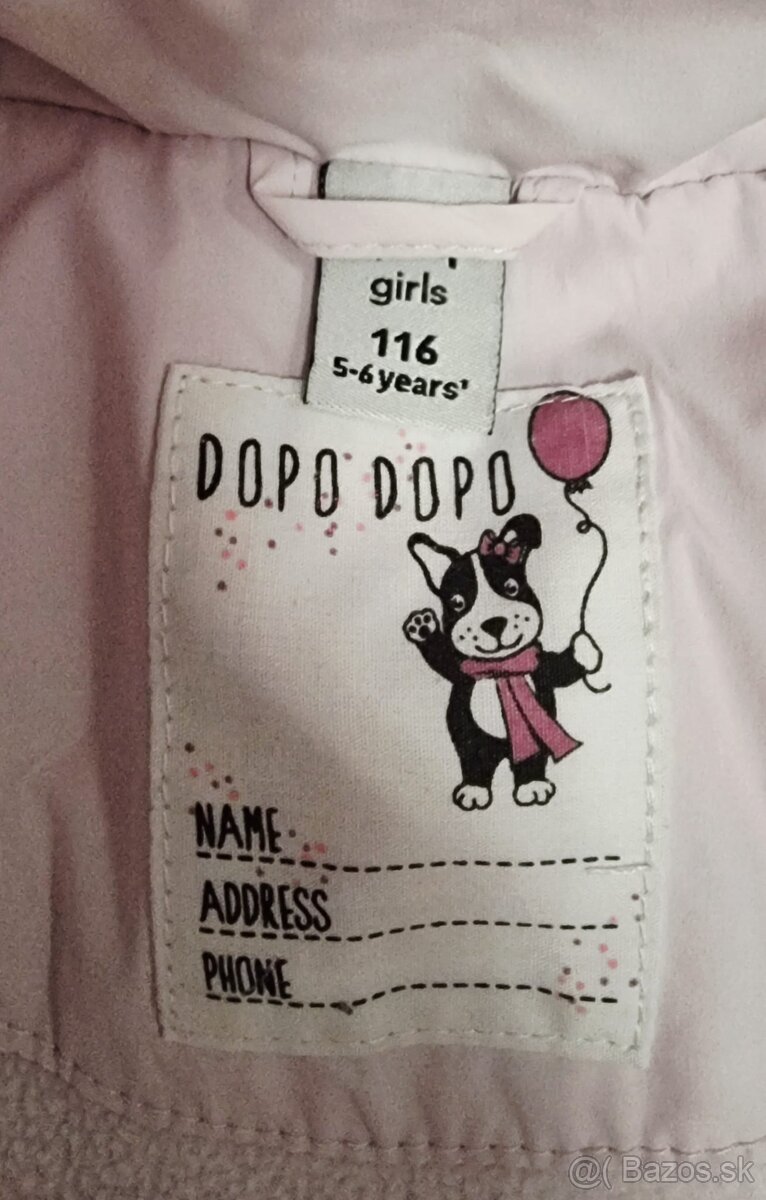 girls
116
5-6 years'
DOPO DOPO
NAME
ADDRESS
PHONE
@( Bazos.sk